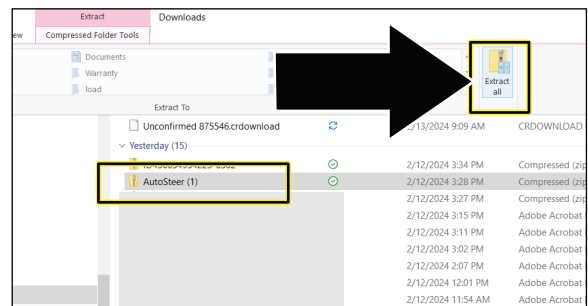 Extract
Downloads
ew
Compressed Folder Tools
Documents
Warranty
load
Extract
all
Extract To
Unconfirmed 875546.crdownload
2/13/2024 9:09 AM
CRDOWNLOAD
Yesterday (15)
2/12/2024 3:34 PM
Compressed (zip
AutoSteer (1)
2/12/2024 3:28 PM
Compressed (zip
2/12/2024 3:27 PM
Compressed (zip
2/12/2024 3:15 PM
Adobe Acrobat
2/12/2024 3:11 PM
Adobe Acrobat
2/12/2024 3:02 PM
Adobe Acrobat
2/12/2024 2:07 PM
Adobe Acrobat
2/12/2024 12:01 PM
Adobe Acrobat
2/12/2024 11:54 AM
Adobe Acrobat